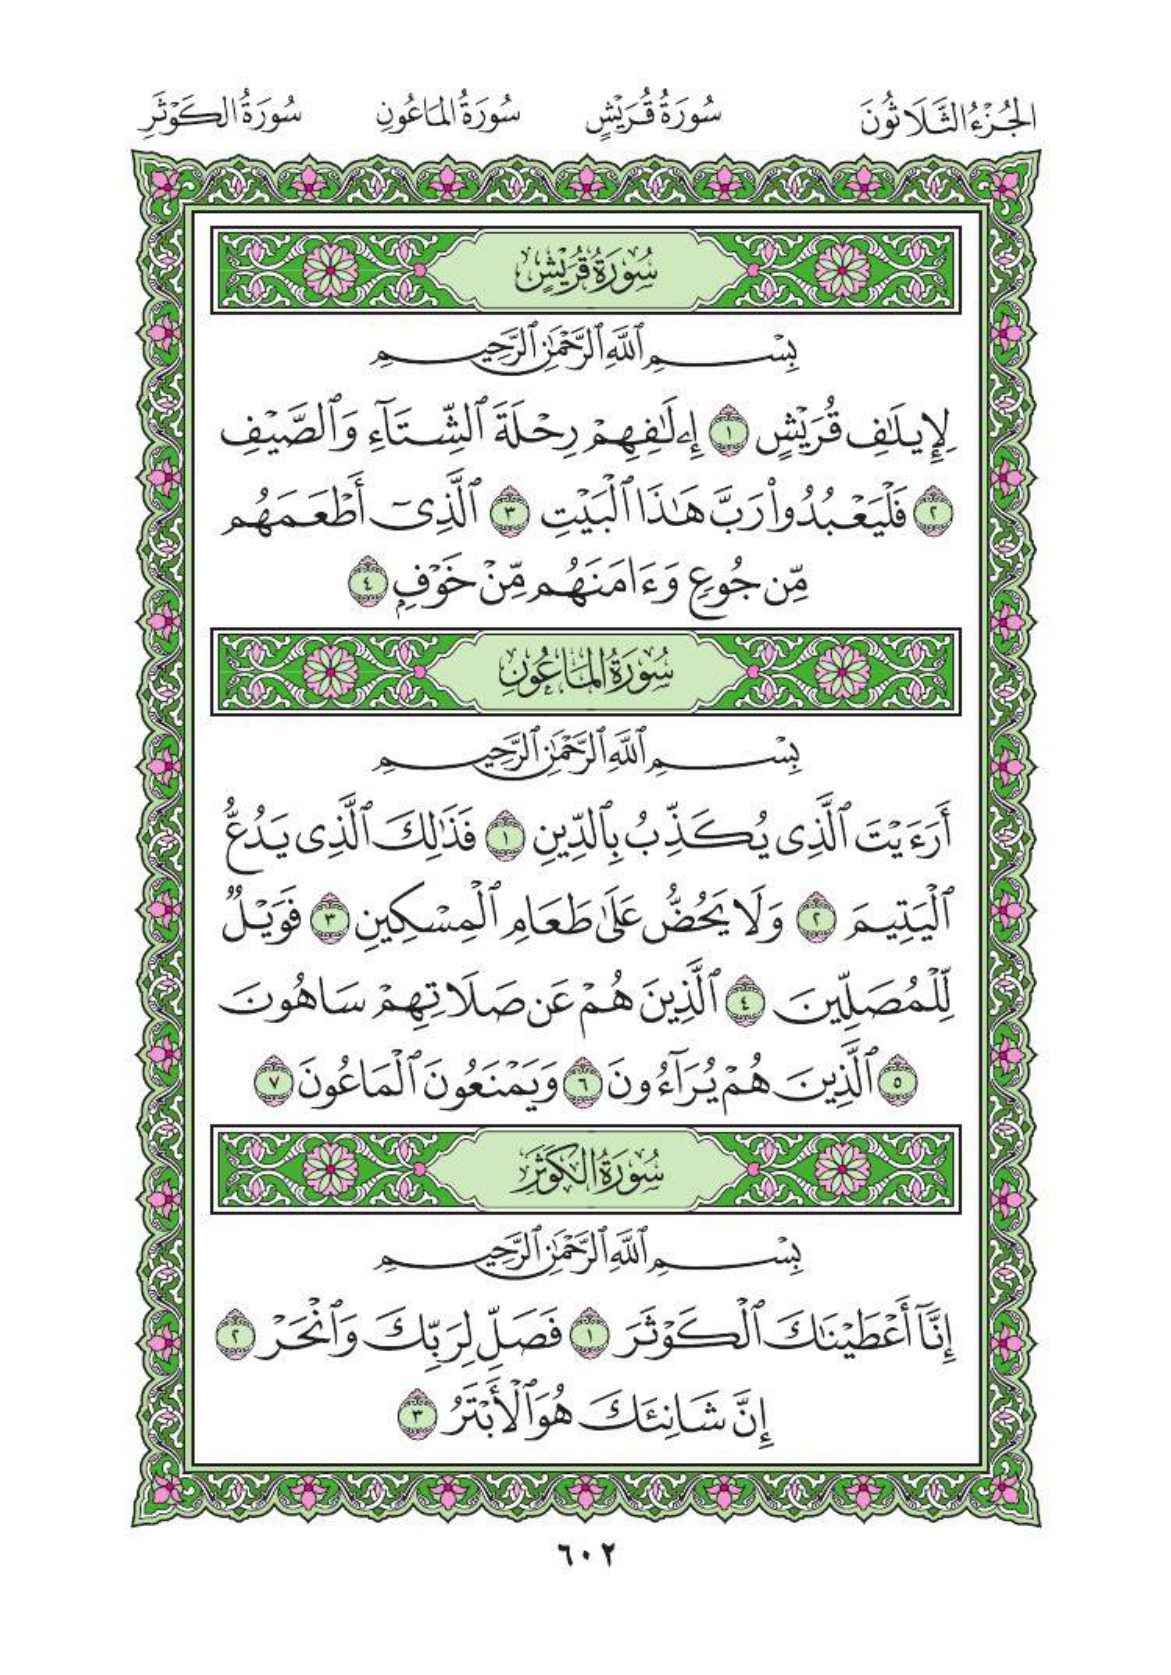 الجُزْءُ الثَّلَاثُونَ سُورَةُ قُرَيْشٍ سُورَةُ المَاعُونِ سُورَةُ الكَوْثَرِ
سُورَةُ قُرَيْشٍ
بِسْمِ ٱللَّهِ ٱلرَّحْمَٰنِ ٱلرَّحِيمِ
لِإِيلَٰفِ قُرَيْشٍ ١ إِۦلَٰفِهِمْ رِحْلَةَ ٱلشِّتَآءِ وَٱلصَّيْفِ
٢ فَلْيَعْبُدُوا۟ رَبَّ هَٰذَا ٱلْبَيْتِ ٣ ٱلَّذِىٓ أَطْعَمَهُم
مِّن جُوعٍ وَءَامَنَهُم مِّنْ خَوْفٍۭ ٤
سُورَةُ المَاعُونِ
بِسْمِ ٱللَّهِ ٱلرَّحْمَٰنِ ٱلرَّحِيمِ
أَرَءَيْتَ ٱلَّذِى يُكَذِّبُ بِٱلدِّينِ ١ فَذَٰلِكَ ٱلَّذِى يَدُعُّ
ٱلْيَتِيمَ ٢ وَلَا يَحُضُّ عَلَىٰ طَعَامِ ٱلْمِسْكِينِ ٣ فَوَيْلٌ
لِّلْمُصَلِّينَ ٤ ٱلَّذِينَ هُمْ عَن صَلَاتِهِمْ سَاهُونَ
٥ ٱلَّذِينَ هُمْ يُرَآءُونَ ٦ وَيَمْنَعُونَ ٱلْمَاعُونَ ٧
سُورَةُ الكَوْثَرِ
بِسْمِ ٱللَّهِ ٱلرَّحْمَٰنِ ٱلرَّحِيمِ
إِنَّآ أَعْطَيْنَٰكَ ٱلْكَوْثَرَ ١ فَصَلِّ لِرَبِّكَ وَٱنْحَرْ ٢
إِنَّ شَانِئَكَ هُوَ ٱلْأَبْتَرُ ٣
٦٠٢